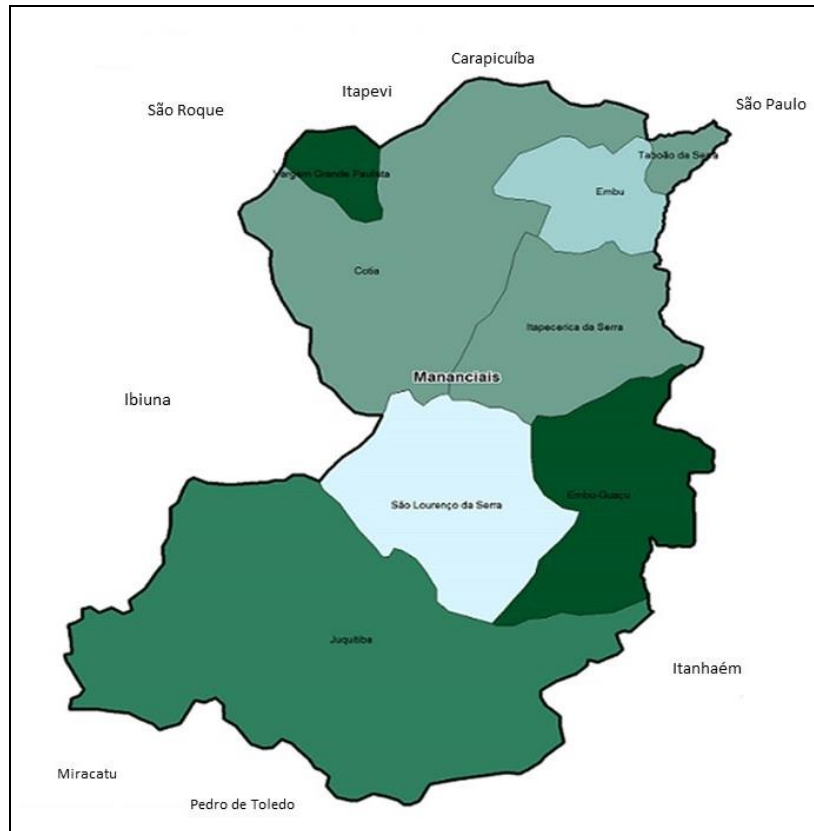 Carapicuíba
Itapevi
São Roque
São Paulo
Taboão da Serra
Vargem Grande Paulista
Embu
Cotia
Itapecerica da Serra
Mananciais
Ibiuna
São Lourenço da Serra
Embu-Guaçu
Juquitiba
Itanhaém
Miracatu
Pedro de Toledo